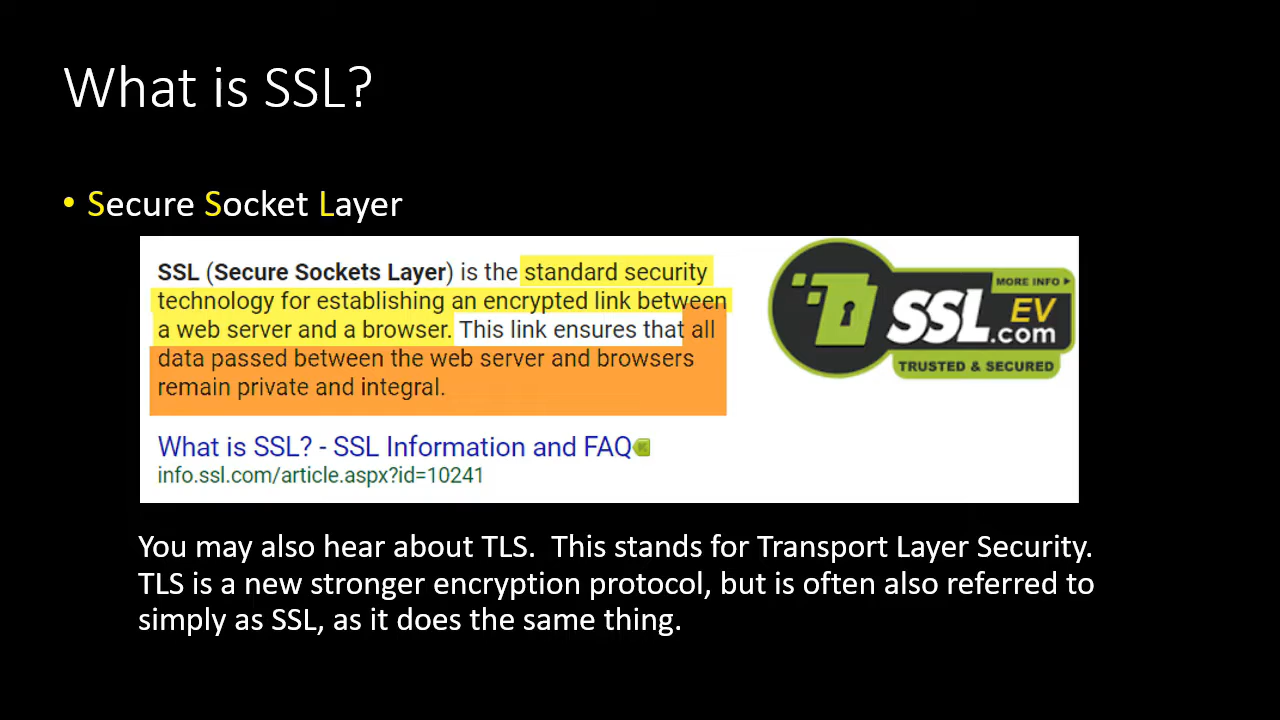 What is SSL?
• Secure Socket Layer
SSL (Secure Sockets Layer) is the standard security
technology for establishing an encrypted link between
a web server and a browser. This link ensures that all
data passed between the web server and browsers
remain private and integral.
MORE INFO
SSL EV
.com
TRUSTED & SECURED
What is SSL? - SSL Information and FAQ
info.ssl.com/article.aspx?id=10241
You may also hear about TLS.  This stands for Transport Layer Security.
TLS is a new stronger encryption protocol, but is often also referred to
simply as SSL, as it does the same thing.